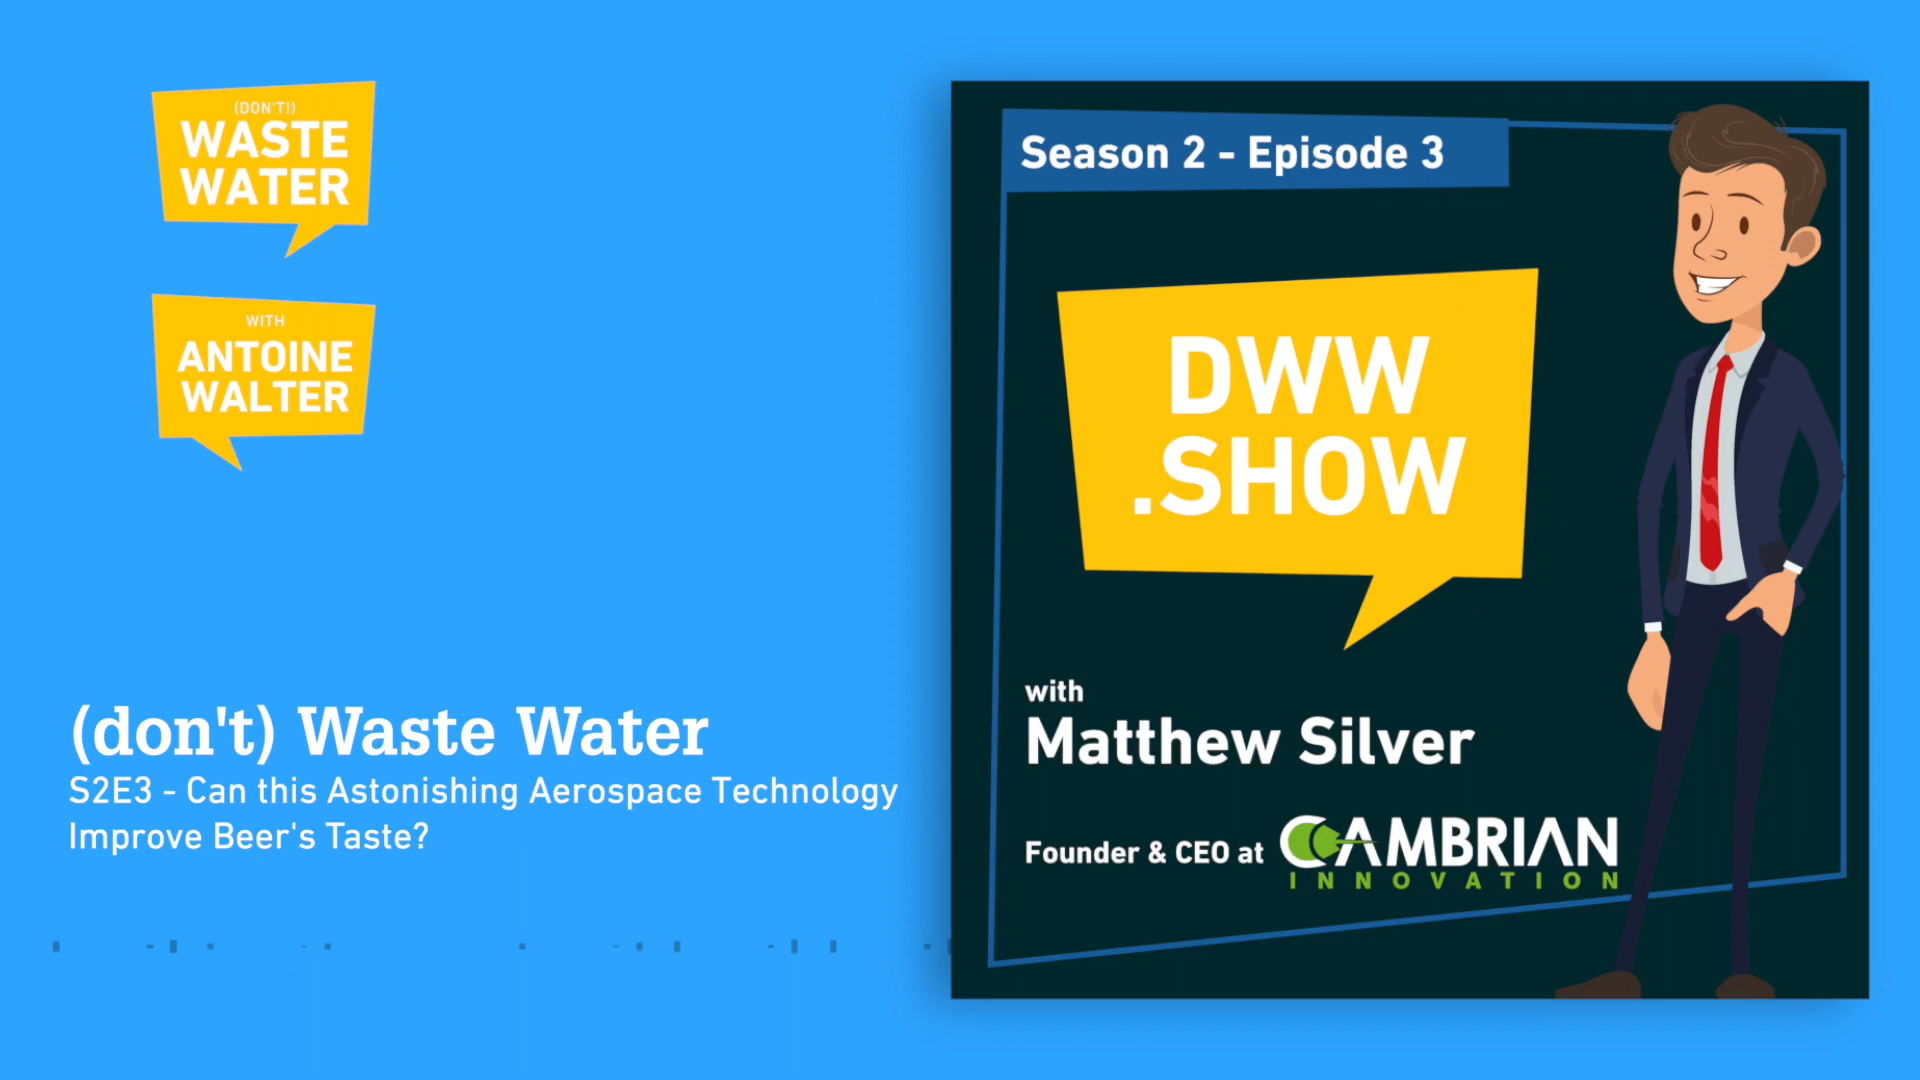 (DON'T!)
WASTE
WATER
WITH
ANTOINE
WALTER
(don't) Waste Water
S2E3 - Can this Astonishing Aerospace Technology
Improve Beer's Taste?
Season 2 - Episode 3
DWW
.SHOW
with
Matthew Silver
Founder & CEO at CAMBRIAN
INNOVATION